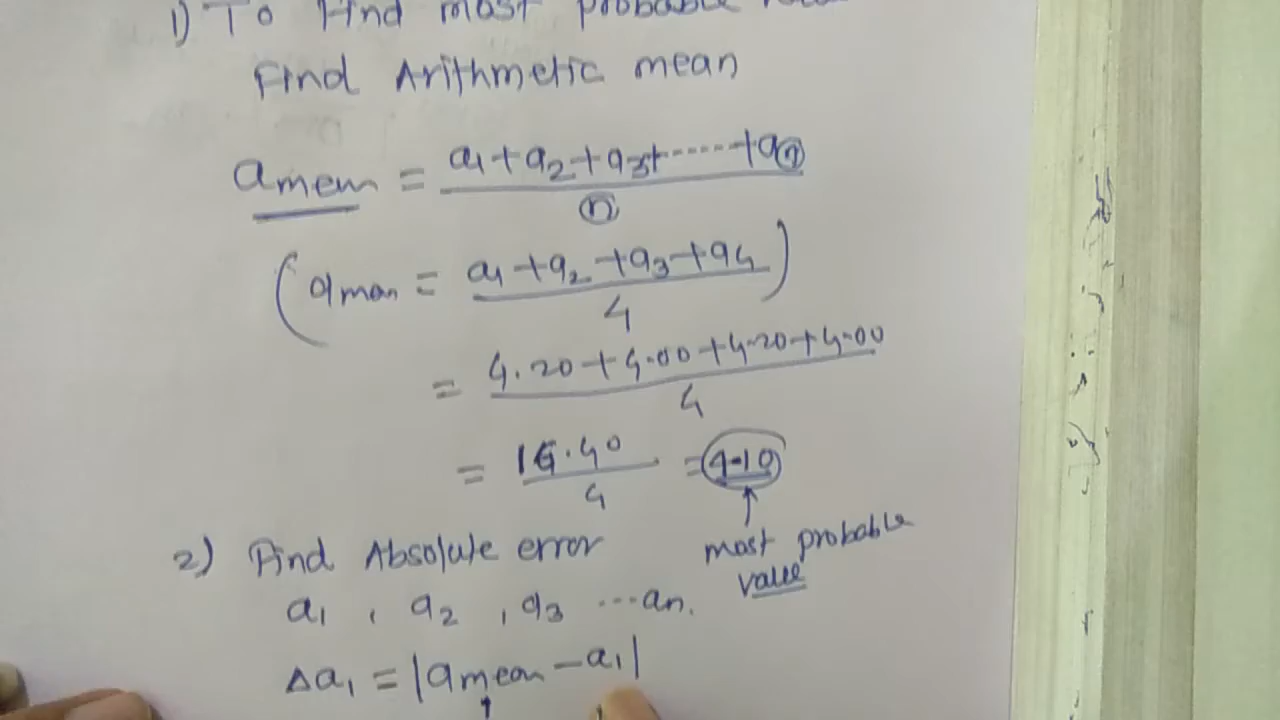 1) To Find most probable
Find Arithmetic mean
amean = a1+a2+a3+······+an / n
(amean = a1+a2+a3+a4 / 4)
= 4.20+4.00+4.20+4.00 / 4
= 16.40 / 4 = 4.10
most probable
value
2) Find Absolute error
a1 , a2 , a3 ···an.
Δa1 = |amean - a1|